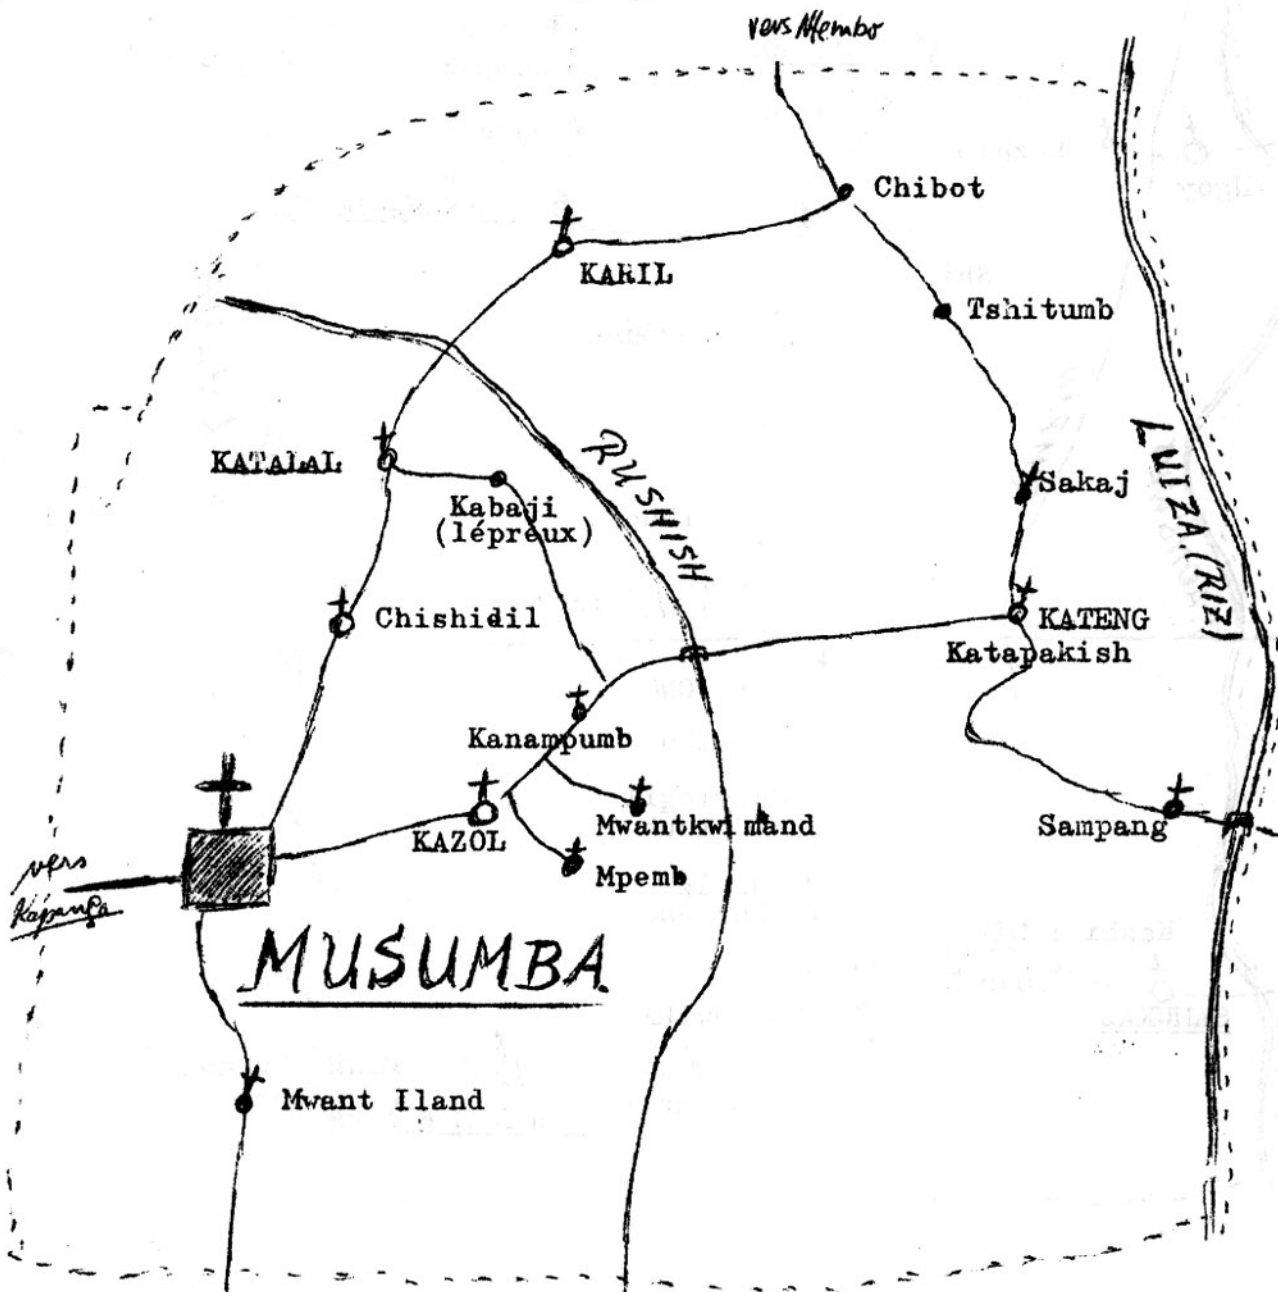 vers Ntembo
Chibot
KARIL
Tshitumb
KATALAL
Kabaji
(lépreux)
RUSHISH
Sakaj
LUIZA.(RIZ)
Chishidil
KATENG
Katapakish
Kanampumb
KAZOL
Mwantkwimand
Mpemb
Sampang
vers
Kapanga
MUSUMBA
Mwant Iland